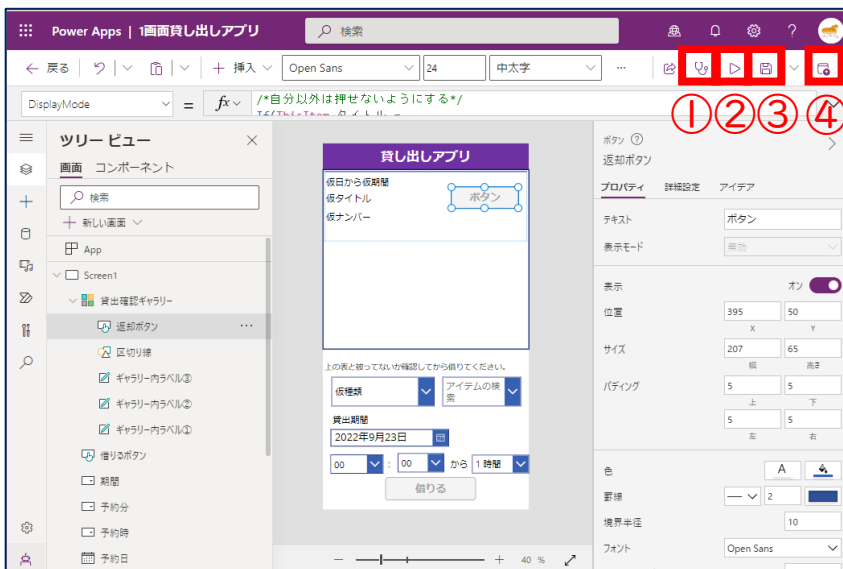 Power Apps | 1画面貸し出しアプリ
検索
?
戻る
挿入
Open Sans
24
中太字
...
① ② ③ ④
DisplayMode
= fx
/*自分以外は押せないようにする*/
ツリー ビュー
画面 コンポーネント
検索
新しい画面
App
Screen1
貸出確認ギャラリー
返却ボタン
...
区切り線
ギャラリー内ラベル③
ギャラリー内ラベル②
ギャラリー内ラベル①
借りるボタン
期間
予約分
予約時
予約日
貸し出しアプリ
仮日から仮期間
仮タイトル
ボタン
仮ナンバー
上の表と被ってないか確認してから借りてください。
仮種類
アイテムの検索
貸出期間
2022年9月23日
00 : 00 から 1 時間
借りる
40 %
ボタン
返却ボタン
プロパティ 詳細設定 アイデア
テキスト
ボタン
表示モード
無効
表示
オン
位置
395 50
X Y
サイズ
207 65
幅 高さ
パディング
5 5
上 下
5 5
左 右
色
A
罫線
2
境界半径
10
フォント
Open Sans